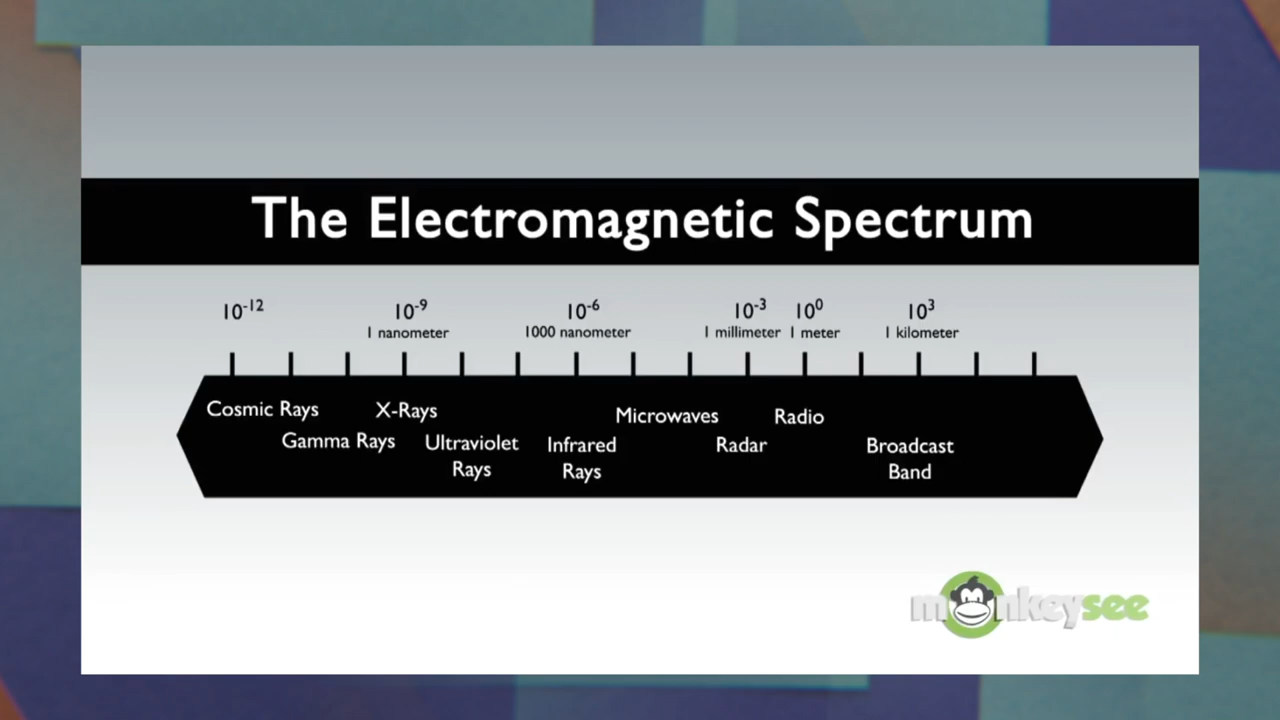 The Electromagnetic Spectrum
10⁻¹² 10⁻⁹ 10⁻⁶ 10⁻³ 10⁰ 10³
1 nanometer 1000 nanometer 1 millimeter 1 meter 1 kilometer
Cosmic Rays X-Rays Microwaves Radio
Gamma Rays Ultraviolet Infrared Radar Broadcast
Rays Rays Band
monkeysee